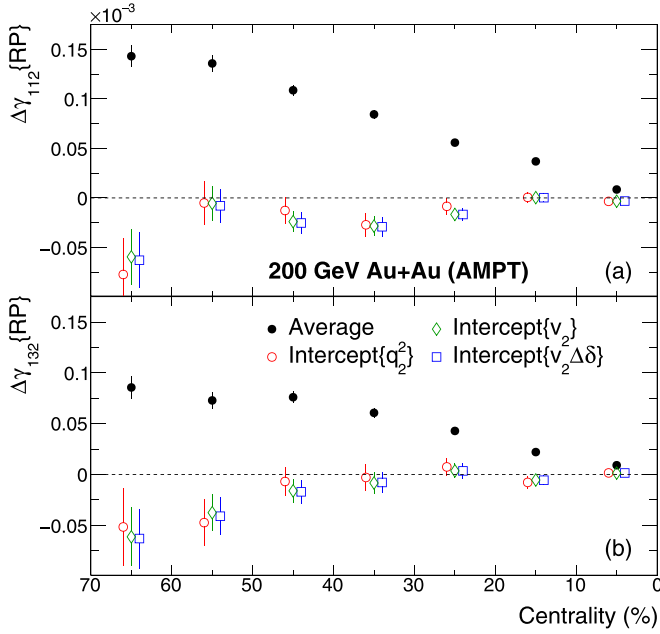 ×10⁻³
Δγ₁₁₂{RP}
0.15
0.1
0.05
0
−0.05
200 GeV Au+Au (AMPT)
(a)
Δγ₁₃₂{RP}
0.15
0.1
0.05
0
−0.05
Average
Intercept{v₂}
Intercept{q₂²}
Intercept{v₂Δδ}
(b)
70 60 50 40 30 20 10 0
Centrality (%)